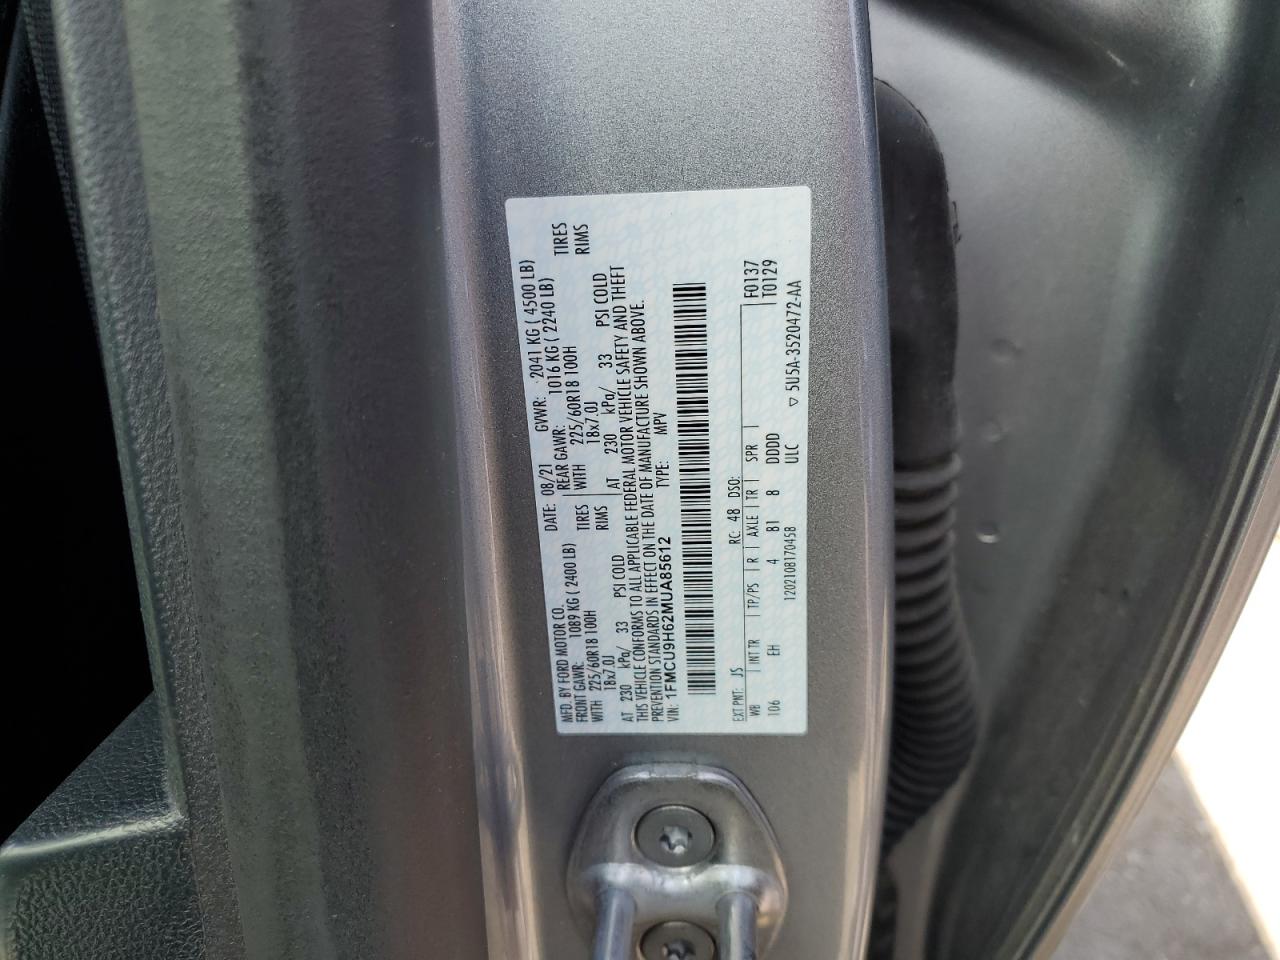 MFD. BY FORD MOTOR CO.
DATE: 08/21 GVWR: 2041 KG ( 4500 LB)
FRONT GAWR: 1089 KG ( 2400 LB) REAR GAWR: 1016 KG ( 2240 LB)
WITH 225/60R18 100H TIRES WITH 225/60R18 100H TIRES
18x7.0J RIMS 18x7.0J RIMS
AT 230 kPa/ 33 PSI COLD AT 230 kPa/ 33 PSI COLD
THIS VEHICLE CONFORMS TO ALL APPLICABLE FEDERAL MOTOR VEHICLE SAFETY AND THEFT
PREVENTION STANDARDS IN EFFECT ON THE DATE OF MANUFACTURE SHOWN ABOVE.
VIN: 1FMCU9H62MUA85612 TYPE: MPV
EXT PNT: JS RC: 48 DSO: F0137
WB INT TR TP/PS R AXLE TR SPR T0129
106 EH 4 B1 8 DDDD
120210817045B ULC ▽ 5U5A-3520472-AA